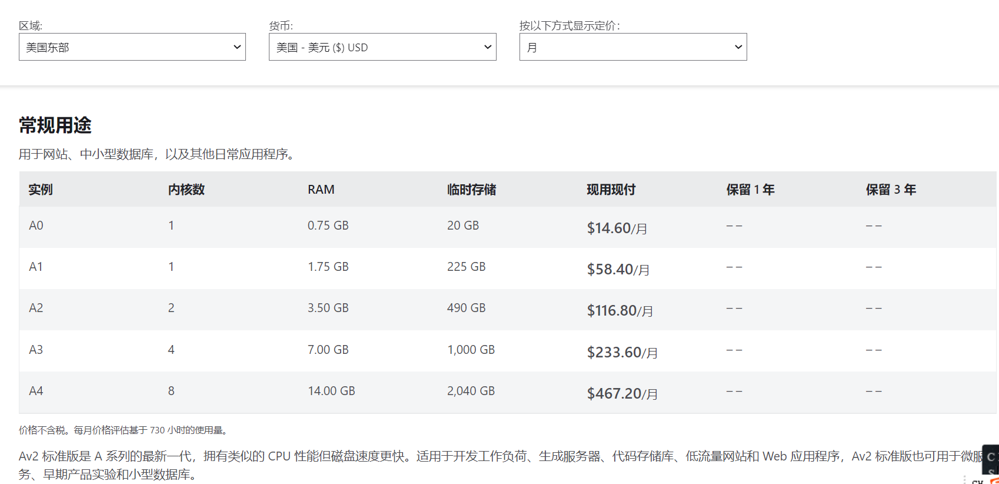 区域: 货币: 按以下方式显示定价:
美国东部 美国 - 美元 ($) USD 月
常规用途
用于网站、中小型数据库，以及其他日常应用程序。
实例 内核数 RAM 临时存储 现用现付 保留 1 年 保留 3 年
A0 1 0.75 GB 20 GB $14.60/月 – – – –
A1 1 1.75 GB 225 GB $58.40/月 – – – –
A2 2 3.50 GB 490 GB $116.80/月 – – – –
A3 4 7.00 GB 1,000 GB $233.60/月 – – – –
A4 8 14.00 GB 2,040 GB $467.20/月 – – – –
价格不含税。每月价格评估基于 730 小时的使用量。
Av2 标准版是 A 系列的最新一代，拥有类似的 CPU 性能但磁盘速度更快。适用于开发工作负荷、生成服务器、代码存储库、低流量网站和 Web 应用程序，Av2 标准版也可用于微服
务、早期产品实验和小型数据库。